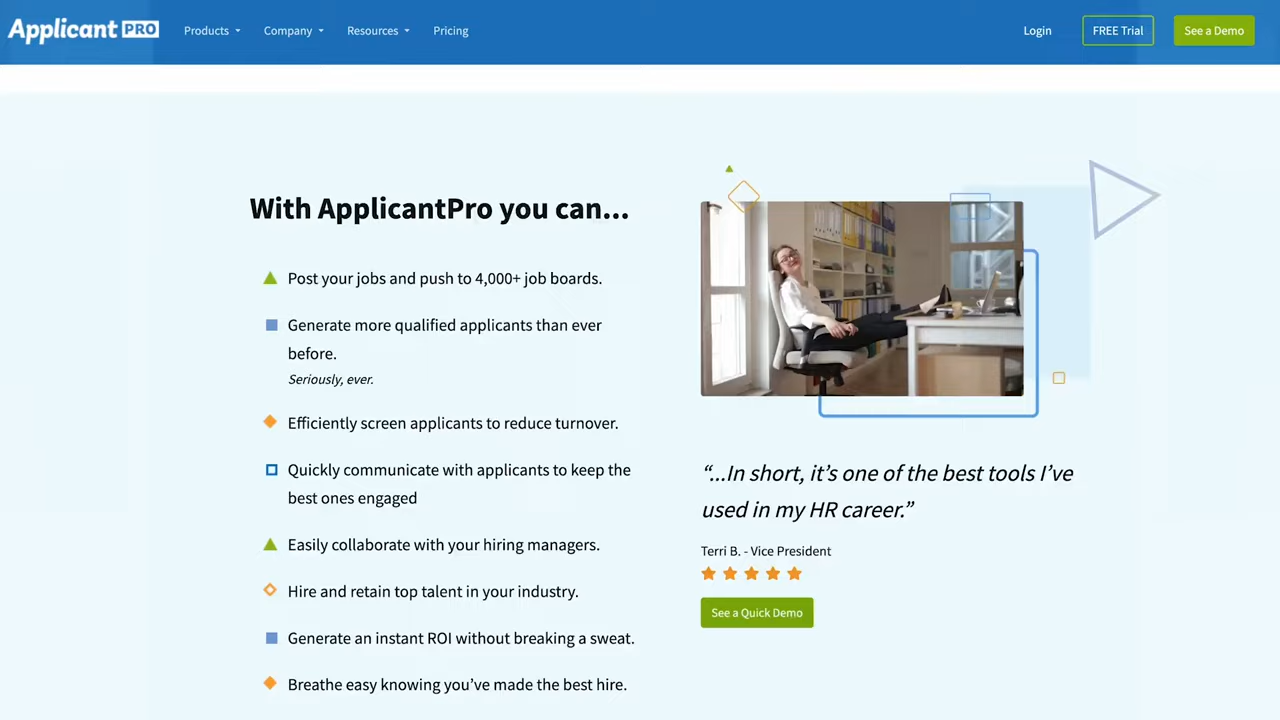 Applicant PRO
Products
Company
Resources
Pricing
Login
FREE Trial
See a Demo
With ApplicantPro you can...
Post your jobs and push to 4,000+ job boards.
Generate more qualified applicants than ever
before.
Seriously, ever.
Efficiently screen applicants to reduce turnover.
Quickly communicate with applicants to keep the
best ones engaged
Easily collaborate with your hiring managers.
Hire and retain top talent in your industry.
Generate an instant ROI without breaking a sweat.
Breathe easy knowing you’ve made the best hire.
“...In short, it’s one of the best tools I’ve
used in my HR career.”
Terri B. - Vice President
See a Quick Demo